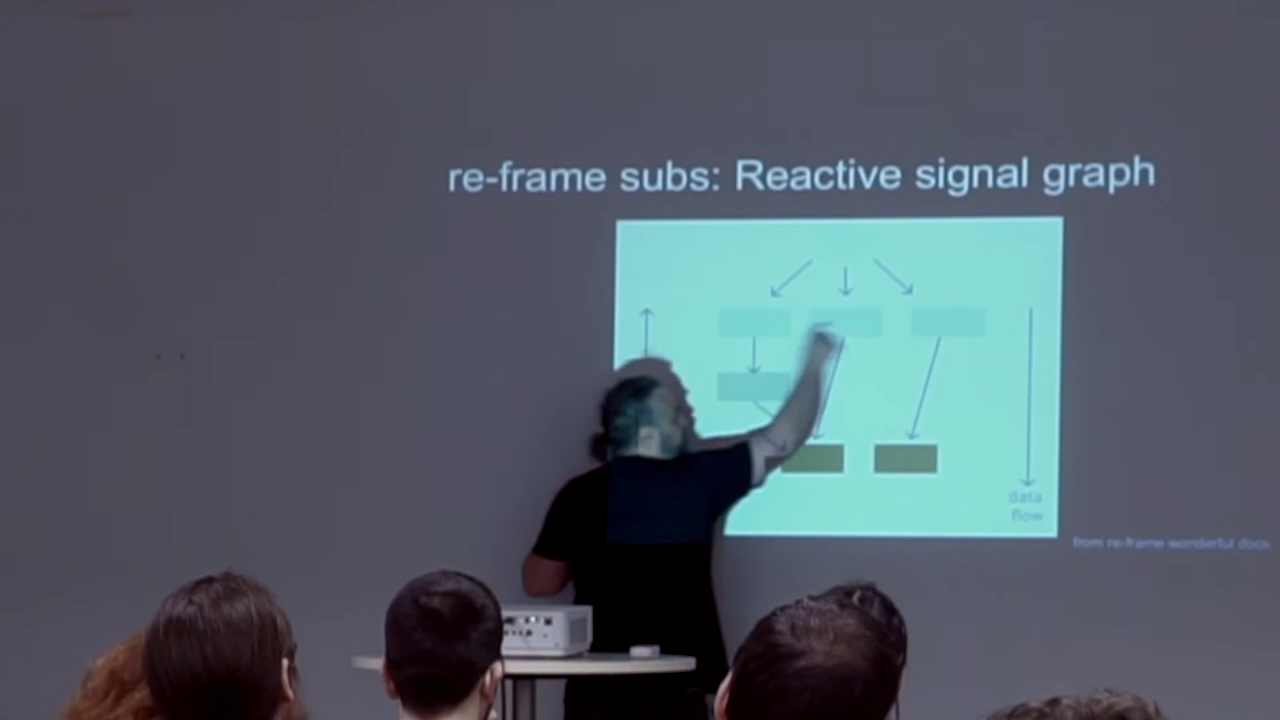 re-frame subs: Reactive signal graph
data
flow
from re-frame wonderful docs